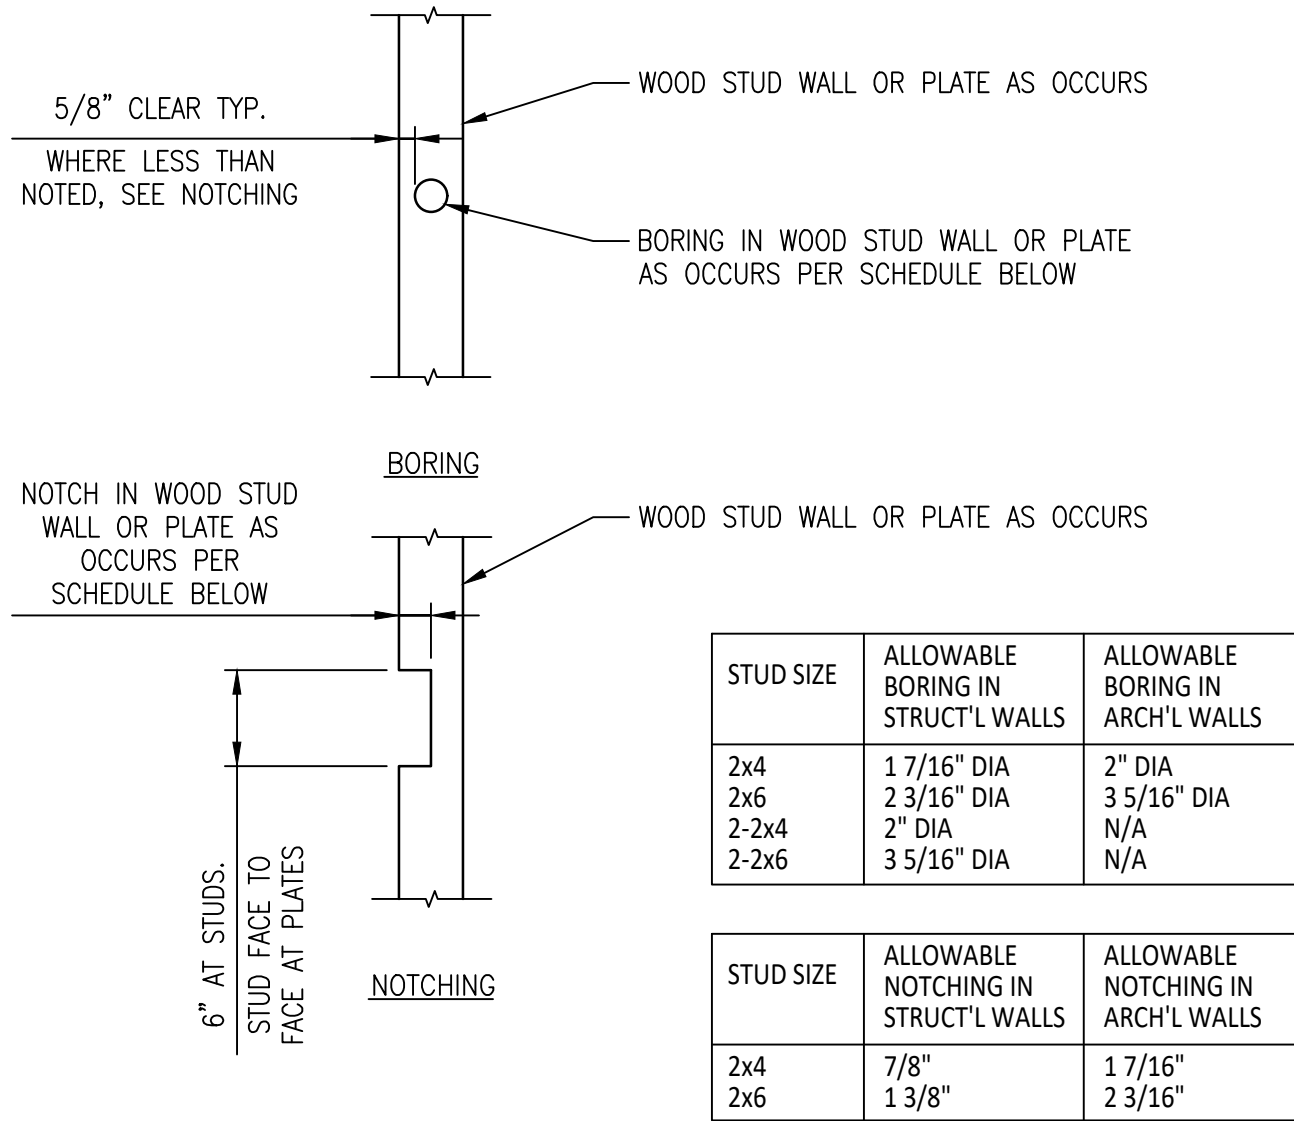 5/8” CLEAR TYP.
WHERE LESS THAN
NOTED, SEE NOTCHING
WOOD STUD WALL OR PLATE AS OCCURS
BORING IN WOOD STUD WALL OR PLATE
AS OCCURS PER SCHEDULE BELOW
BORING
NOTCH IN WOOD STUD
WALL OR PLATE AS
OCCURS PER
SCHEDULE BELOW
WOOD STUD WALL OR PLATE AS OCCURS
6” AT STUDS.
STUD FACE TO
FACE AT PLATES
NOTCHING
STUD SIZE
ALLOWABLE
BORING IN
STRUCT'L WALLS
ALLOWABLE
BORING IN
ARCH'L WALLS
2x4 1 7/16" DIA 2" DIA
2x6 2 3/16" DIA 3 5/16" DIA
2-2x4 2" DIA N/A
2-2x6 3 5/16" DIA N/A
STUD SIZE
ALLOWABLE
NOTCHING IN
STRUCT'L WALLS
ALLOWABLE
NOTCHING IN
ARCH'L WALLS
2x4 7/8" 1 7/16"
2x6 1 3/8" 2 3/16"